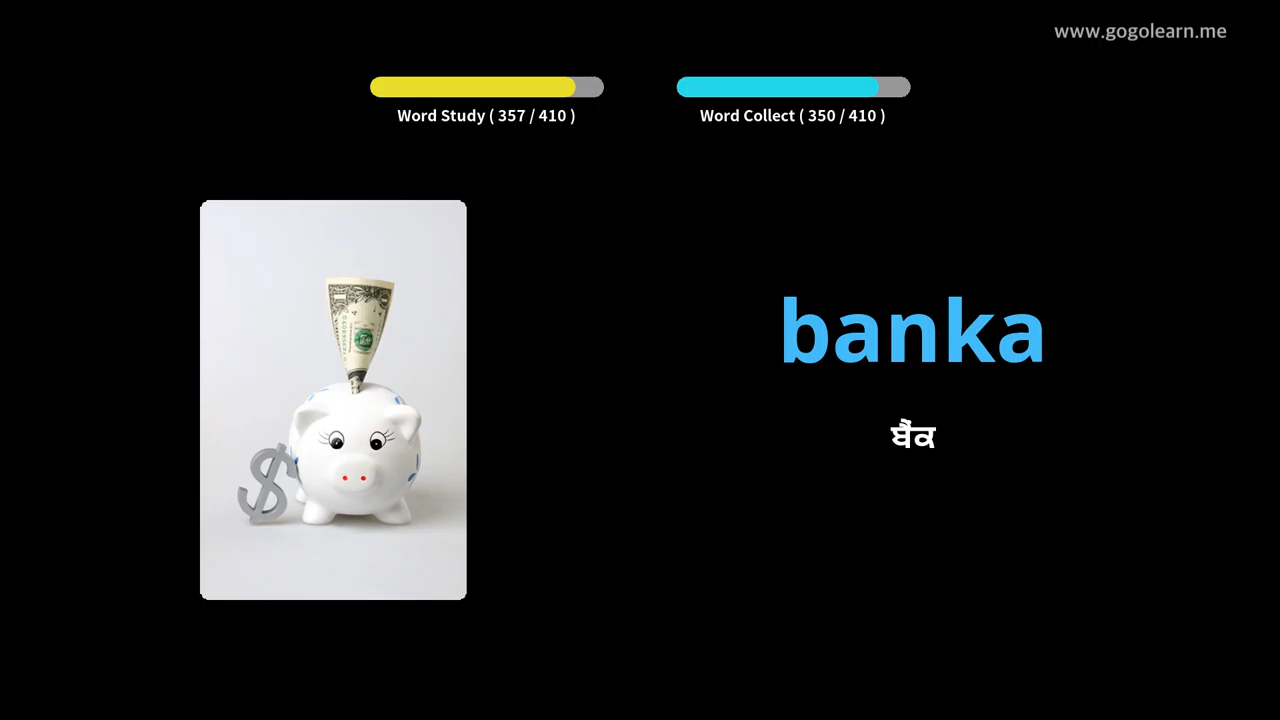 www.gogolearn.me
Word Study ( 357 / 410 )
Word Collect ( 350 / 410 )
banka
ਬੈਂਕ
$